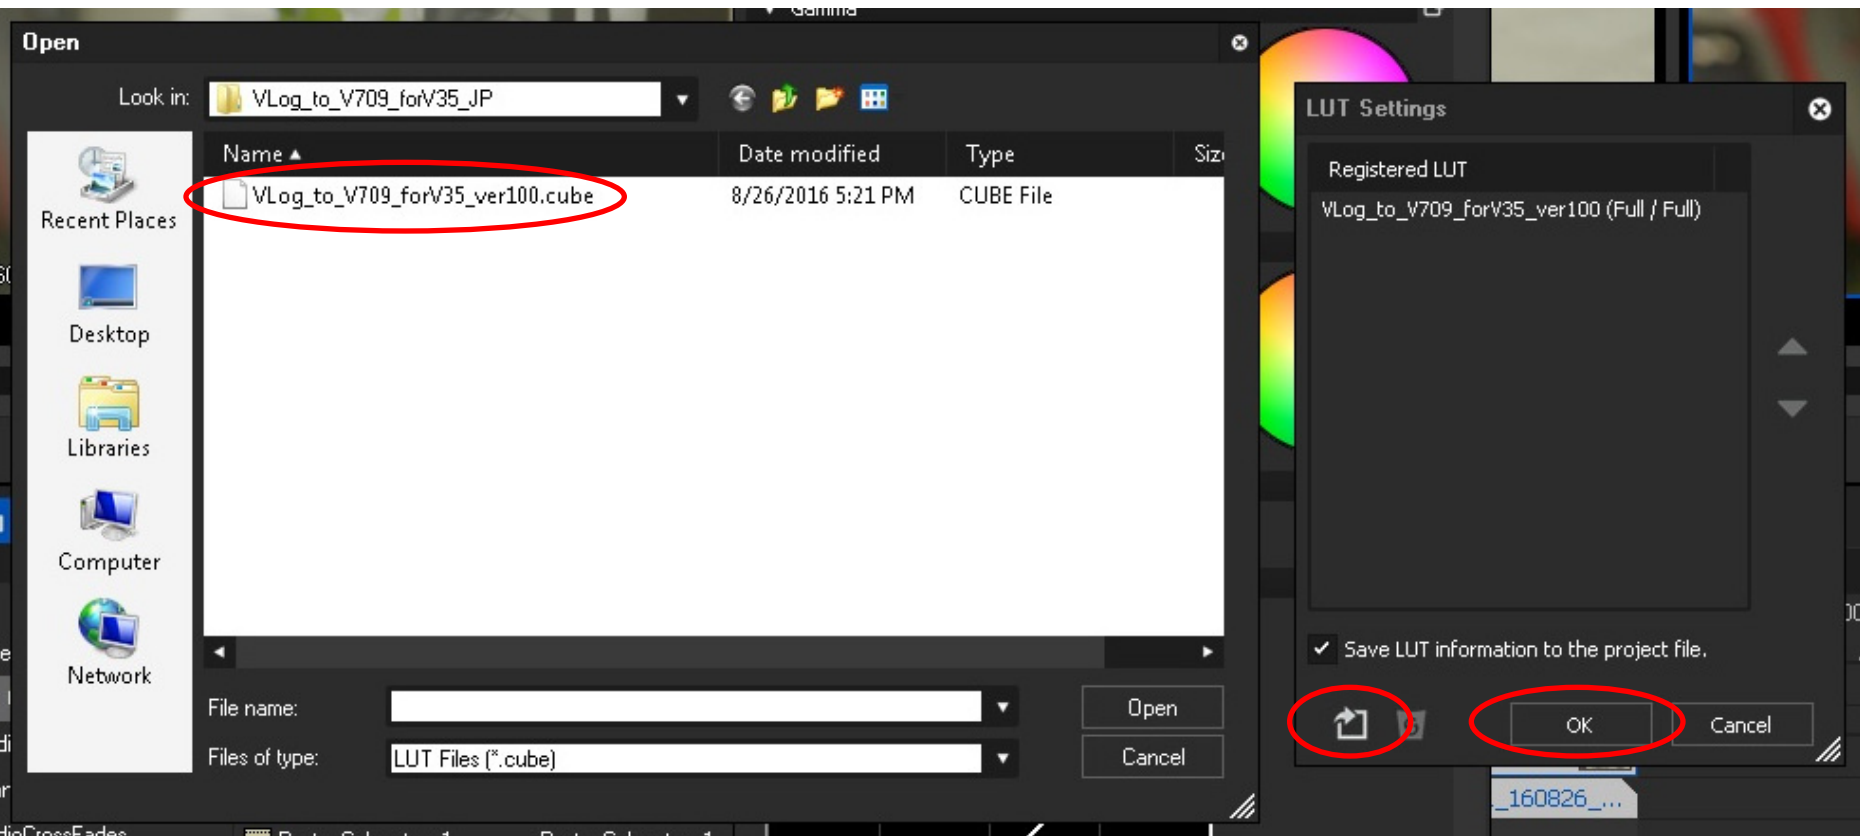 Gamma
Open
Look in:
VLog_to_V709_forV35_JP
Name
Date modified
Type
VLog_to_V709_forV35_ver100.cube
8/26/2016 5:21 PM
CUBE File
Recent Places
Desktop
Libraries
Computer
Network
File name:
Open
Files of type:
LUT Files (*.cube)
Cancel
LUT Settings
Registered LUT
VLog_to_V709_forV35_ver100 (Full / Full)
Save LUT information to the project file.
OK
Cancel
_160826_...